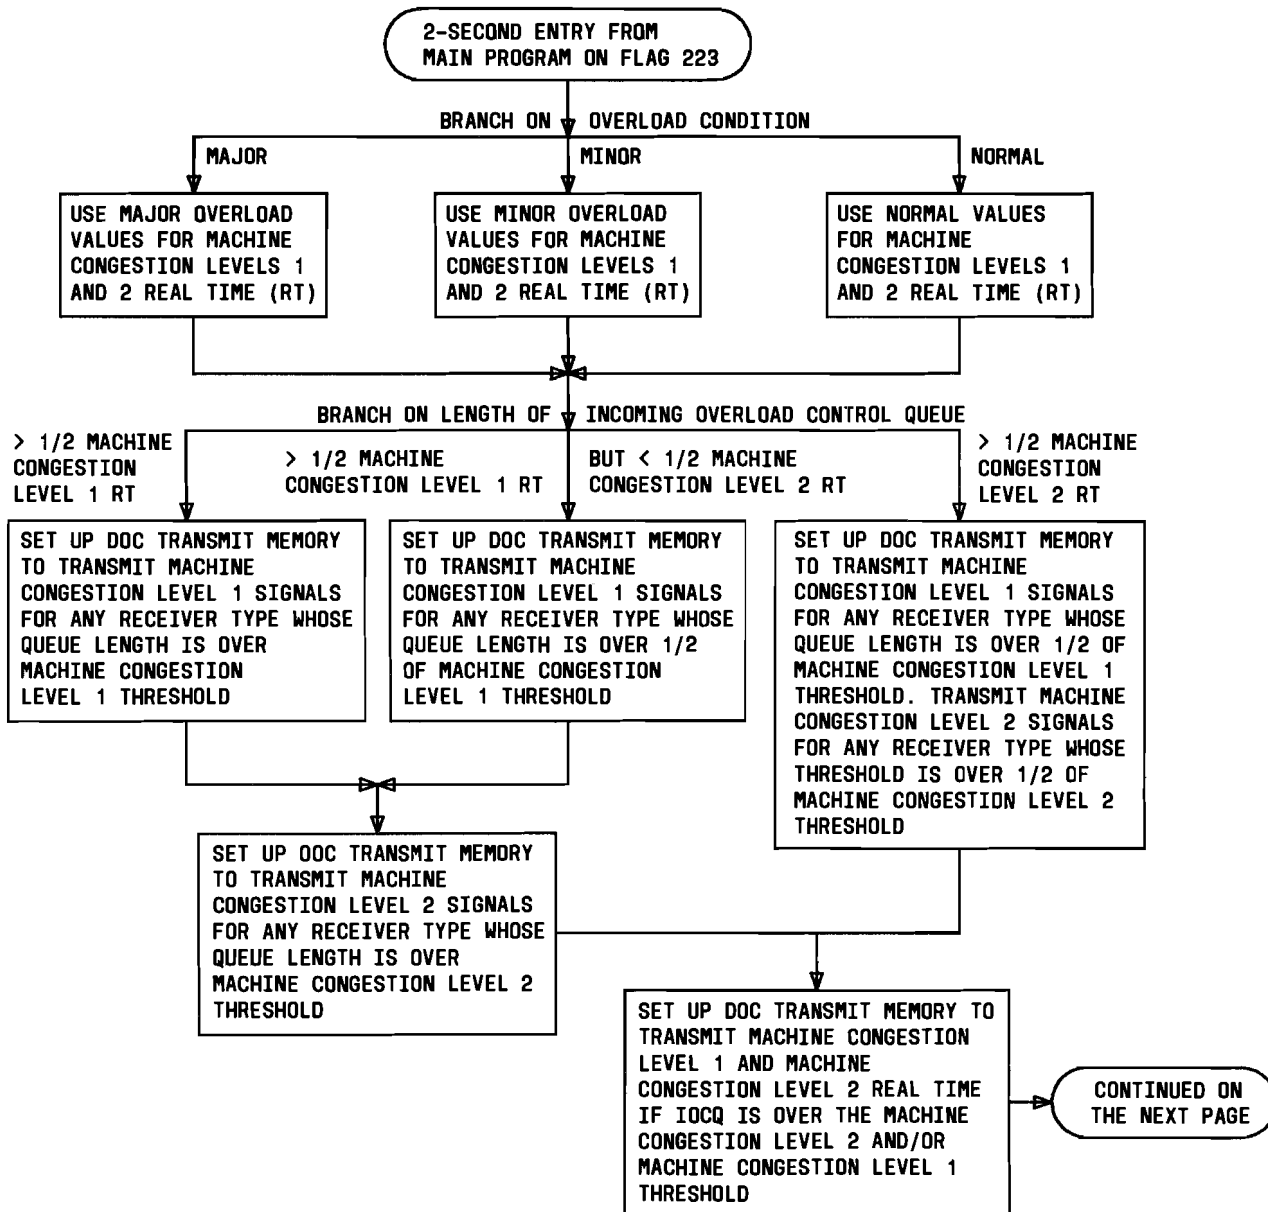 2-SECOND ENTRY FROM
MAIN PROGRAM ON FLAG 223
BRANCH ON OVERLOAD CONDITION
MAJOR
MINOR
NORMAL
USE MAJOR OVERLOAD
VALUES FOR MACHINE
CONGESTION LEVELS 1
AND 2 REAL TIME (RT)
USE MINOR OVERLOAD
VALUES FOR MACHINE
CONGESTION LEVELS 1
AND 2 REAL TIME (RT)
USE NORMAL VALUES
FOR MACHINE
CONGESTION LEVELS 1
AND 2 REAL TIME (RT)
BRANCH ON LENGTH OF INCOMING OVERLOAD CONTROL QUEUE
> 1/2 MACHINE
CONGESTION
LEVEL 1 RT
> 1/2 MACHINE
CONGESTION LEVEL 1 RT
BUT < 1/2 MACHINE
CONGESTION LEVEL 2 RT
> 1/2 MACHINE
CONGESTION
LEVEL 2 RT
SET UP DOC TRANSMIT MEMORY
TO TRANSMIT MACHINE
CONGESTION LEVEL 1 SIGNALS
FOR ANY RECEIVER TYPE WHOSE
QUEUE LENGTH IS OVER
MACHINE CONGESTION
LEVEL 1 THRESHOLD
SET UP DOC TRANSMIT MEMORY
TO TRANSMIT MACHINE
CONGESTION LEVEL 1 SIGNALS
FOR ANY RECEIVER TYPE WHOSE
QUEUE LENGTH IS OVER 1/2
OF MACHINE CONGESTION
LEVEL 1 THRESHOLD
SET UP DOC TRANSMIT MEMORY
TO TRANSMIT MACHINE
CONGESTION LEVEL 1 SIGNALS
FOR ANY RECEIVER TYPE WHOSE
QUEUE LENGTH IS OVER 1/2 OF
MACHINE CONGESTION LEVEL 1
THRESHOLD. TRANSMIT MACHINE
CONGESTION LEVEL 2 SIGNALS
FOR ANY RECEIVER TYPE WHOSE
THRESHOLD IS OVER 1/2 OF
MACHINE CONGESTION LEVEL 2
THRESHOLD
SET UP DOC TRANSMIT MEMORY
TO TRANSMIT MACHINE
CONGESTION LEVEL 2 SIGNALS
FOR ANY RECEIVER TYPE WHOSE
QUEUE LENGTH IS OVER
MACHINE CONGESTION LEVEL 2
THRESHOLD
SET UP DOC TRANSMIT MEMORY TO
TRANSMIT MACHINE CONGESTION
LEVEL 1 AND MACHINE
CONGESTION LEVEL 2 REAL TIME
IF IOCQ IS OVER THE MACHINE
CONGESTION LEVEL 2 AND/OR
MACHINE CONGESTION LEVEL 1
THRESHOLD
CONTINUED ON
THE NEXT PAGE